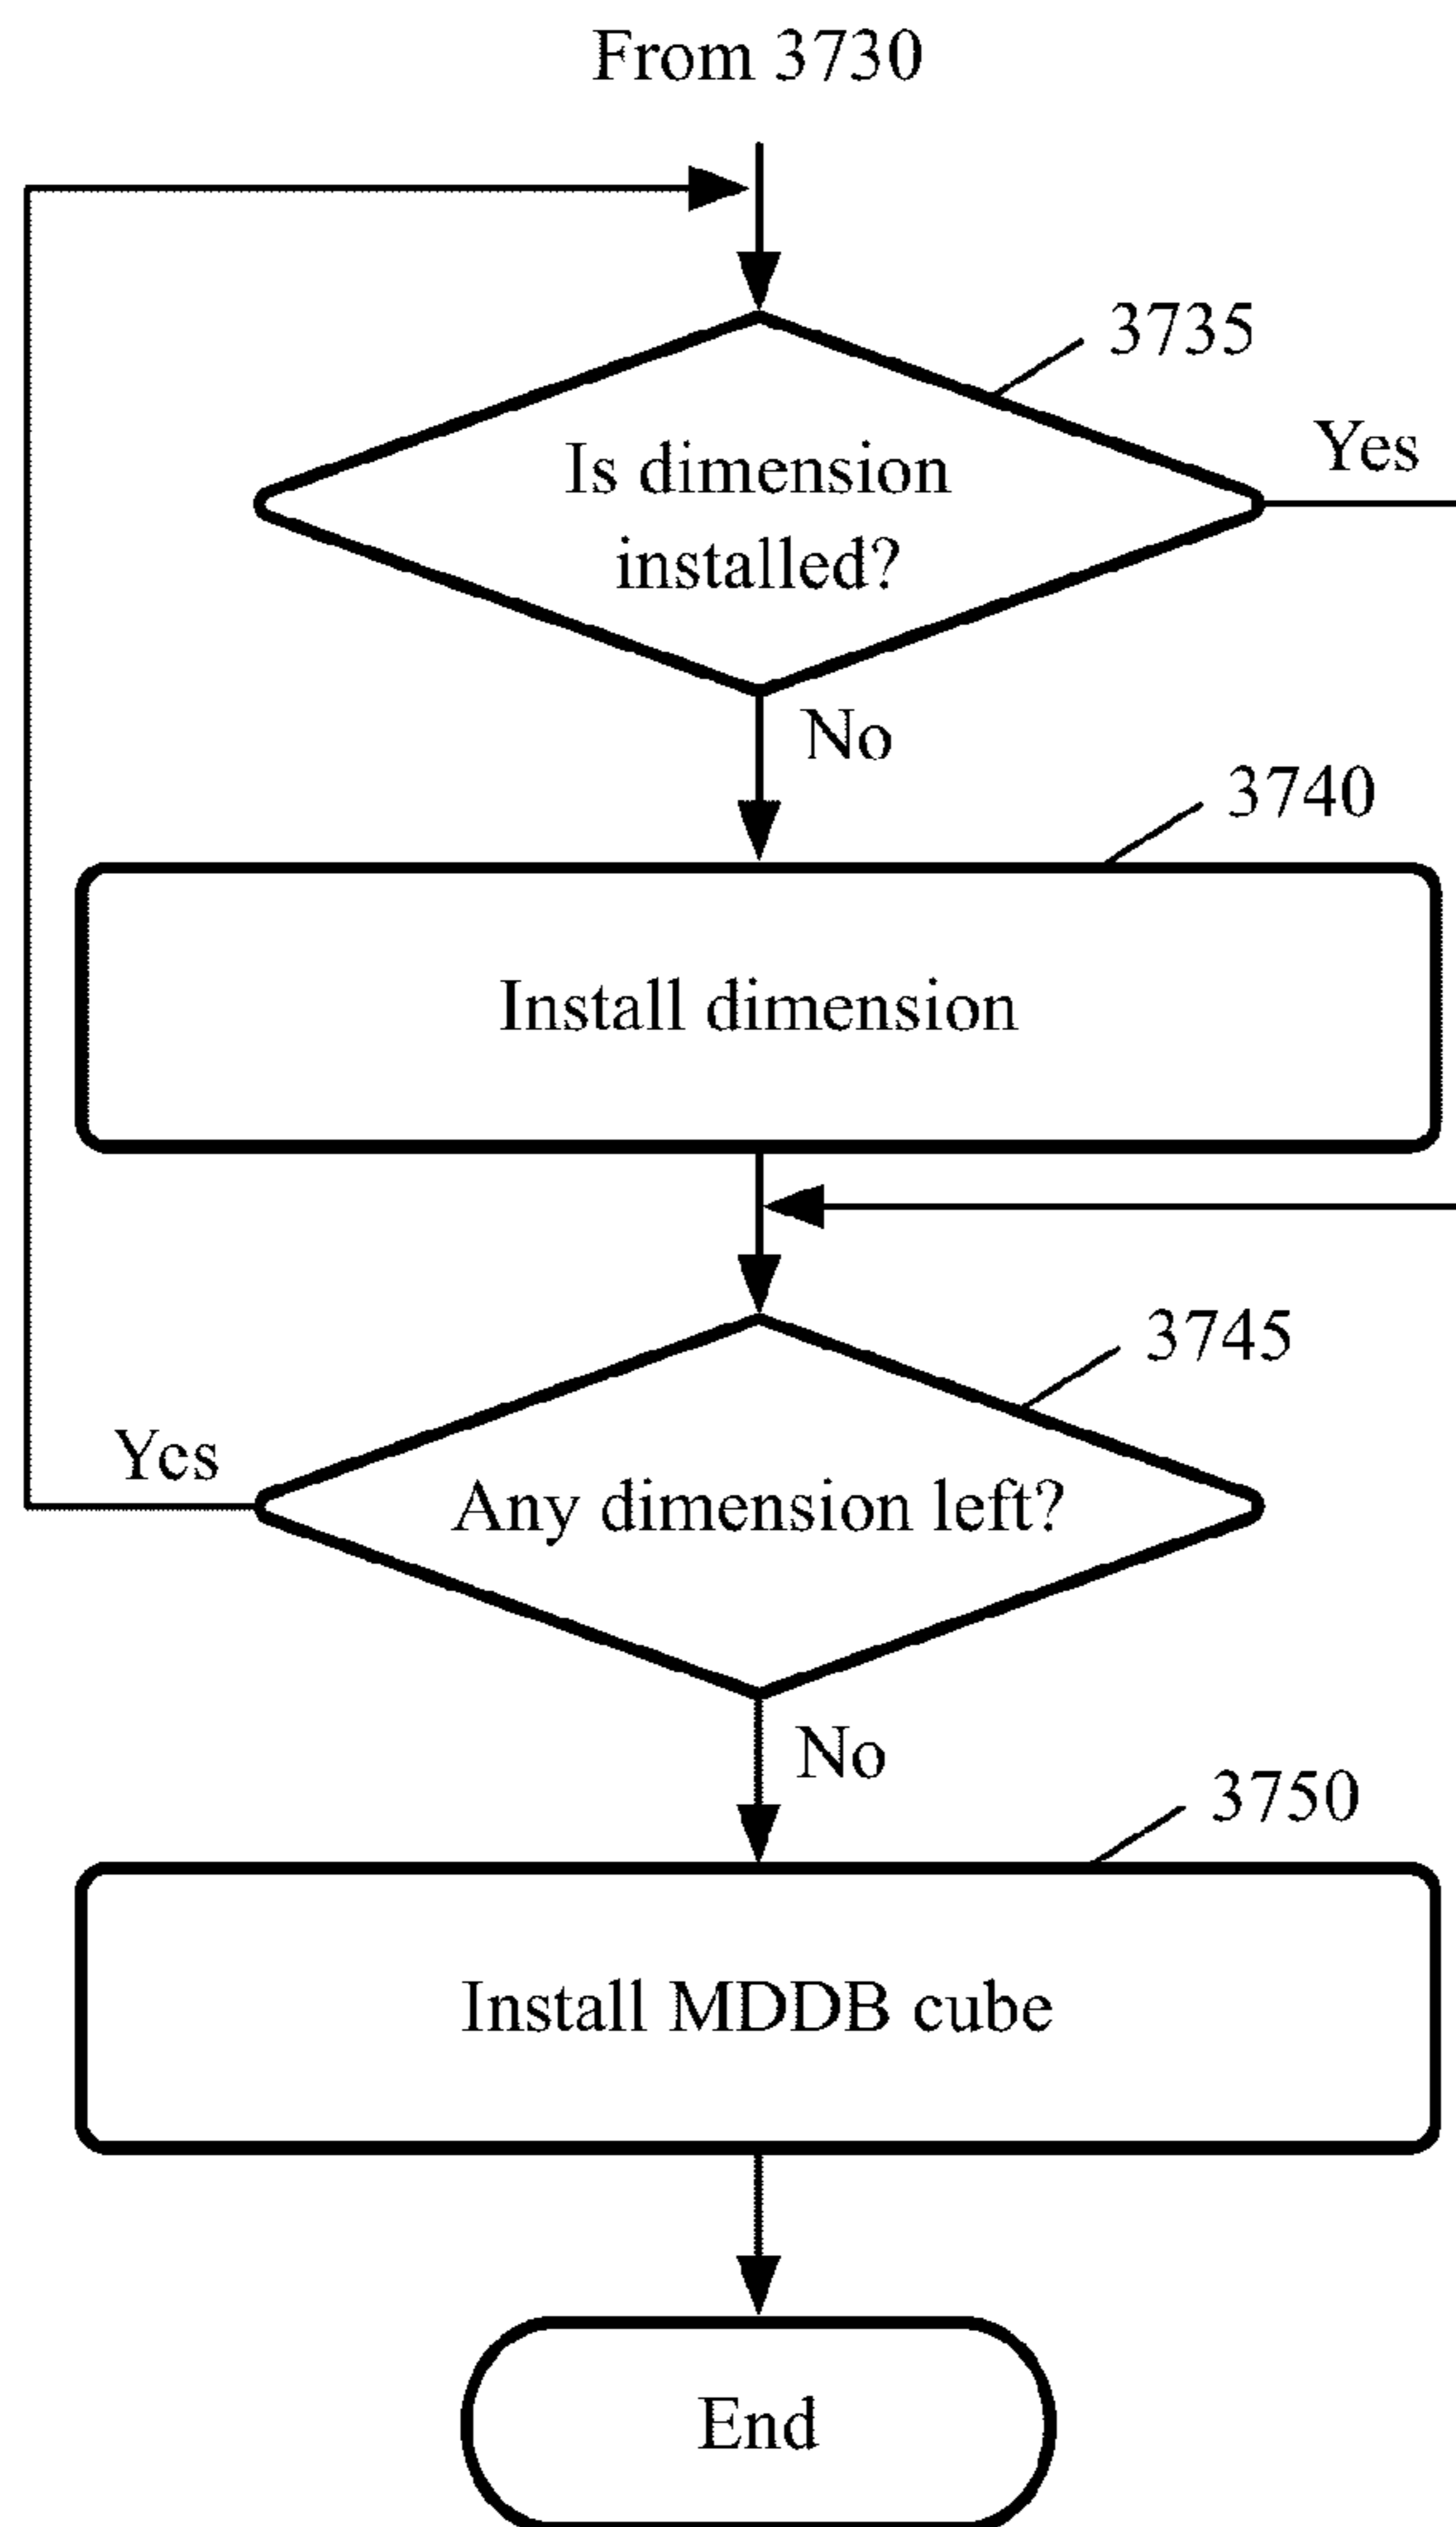 From 3730
3735
Yes
Is dimension
installed?
No
3740
Install dimension
3745
Yes
Any dimension left?
No
3750
Install MDDB cube
End